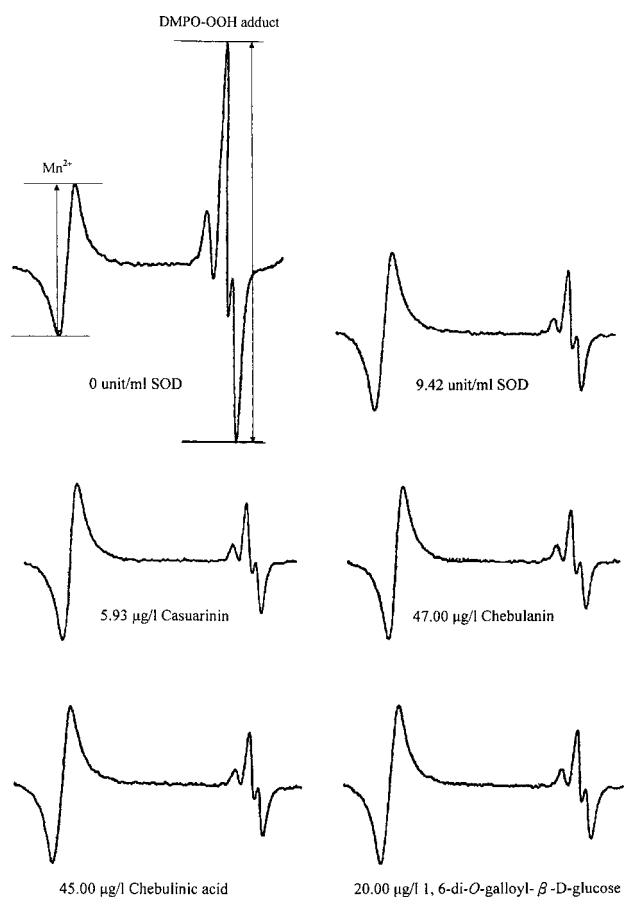 DMPO-OOH adduct
Mn2+
0 unit/ml SOD
9.42 unit/ml SOD
5.93 μg/l Casuarinin
47.00 μg/l Chebulanin
45.00 μg/l Chebulinic acid
20.00 μg/l 1, 6-di-O-galloyl-β-D-glucose